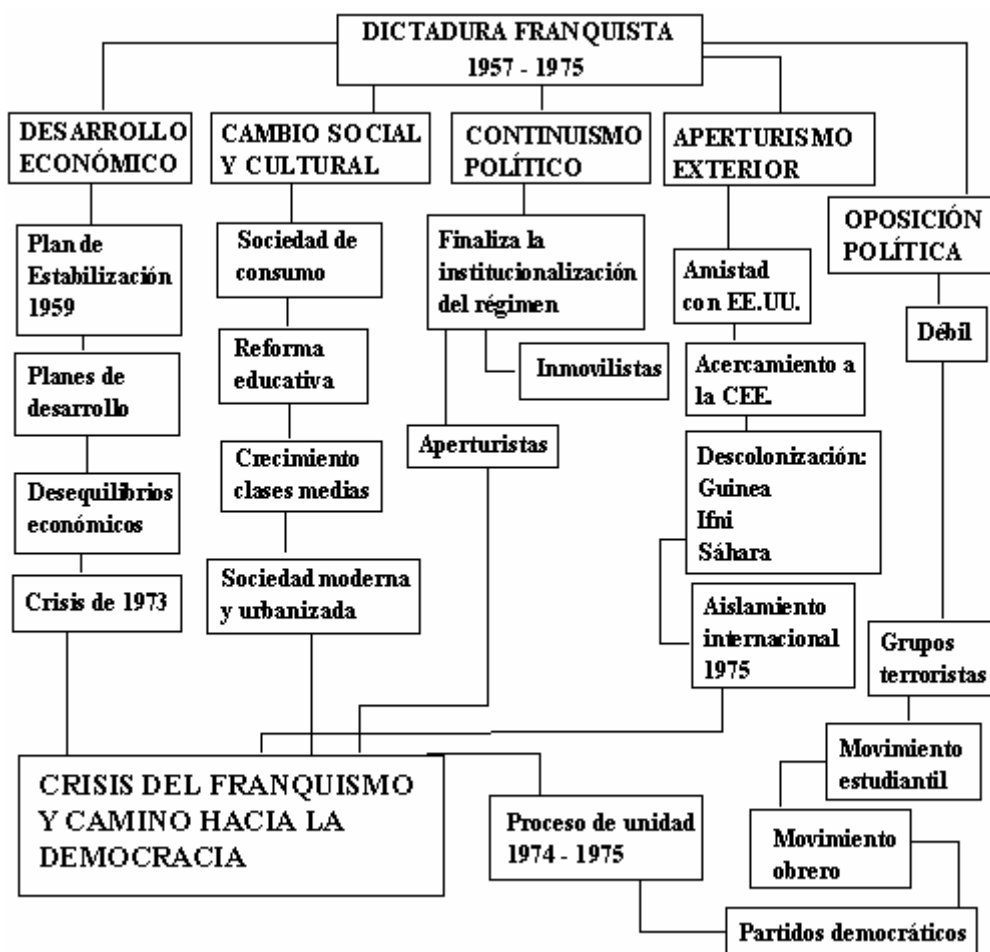 DICTADURA FRANQUISTA
1957 - 1975
DESARROLLO
ECONÓMICO
Plan de
Estabilización
1959
Planes de
desarrollo
Desequilibrios
económicos
Crisis de 1973
CAMBIO SOCIAL
Y CULTURAL
Sociedad de
consumo
Reforma
educativa
Crecimiento
clases medias
Sociedad moderna
y urbanizada
CONTINUISMO
POLÍTICO
Finaliza la
institucionalización
del régimen
Inmovilistas
Aperturistas
APERTURISMO
EXTERIOR
Amistad
con EE.UU.
Acercamiento a
la CEE.
Descolonización:
Guinea
Ifni
Sáhara
Aislamiento
internacional
1975
OPOSICIÓN
POLÍTICA
Débil
Grupos
terroristas
Movimiento
estudiantil
Movimiento
obrero
Partidos democráticos
Proceso de unidad
1974 - 1975
CRISIS DEL FRANQUISMO
Y CAMINO HACIA LA
DEMOCRACIA